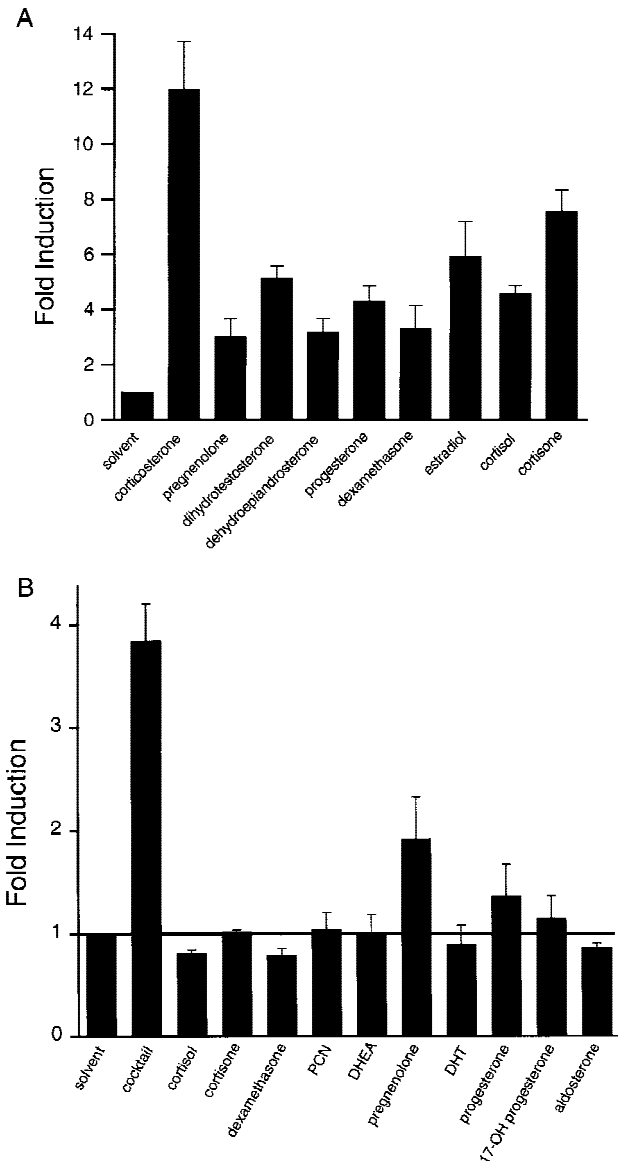 A
14
12
10
8
6
4
2
0
Fold Induction
solvent
corticosterone
pregnenolone
dihydrotestosterone
dehydroepiandrosterone
progesterone
dexamethasone
estradiol
cortisol
cortisone
B
4
3
2
1
0
Fold Induction
solvent
cocktail
cortisol
cortisone
dexamethasone
PCN
DHEA
pregnenolone
DHT
progesterone
17-OH progesterone
aldosterone